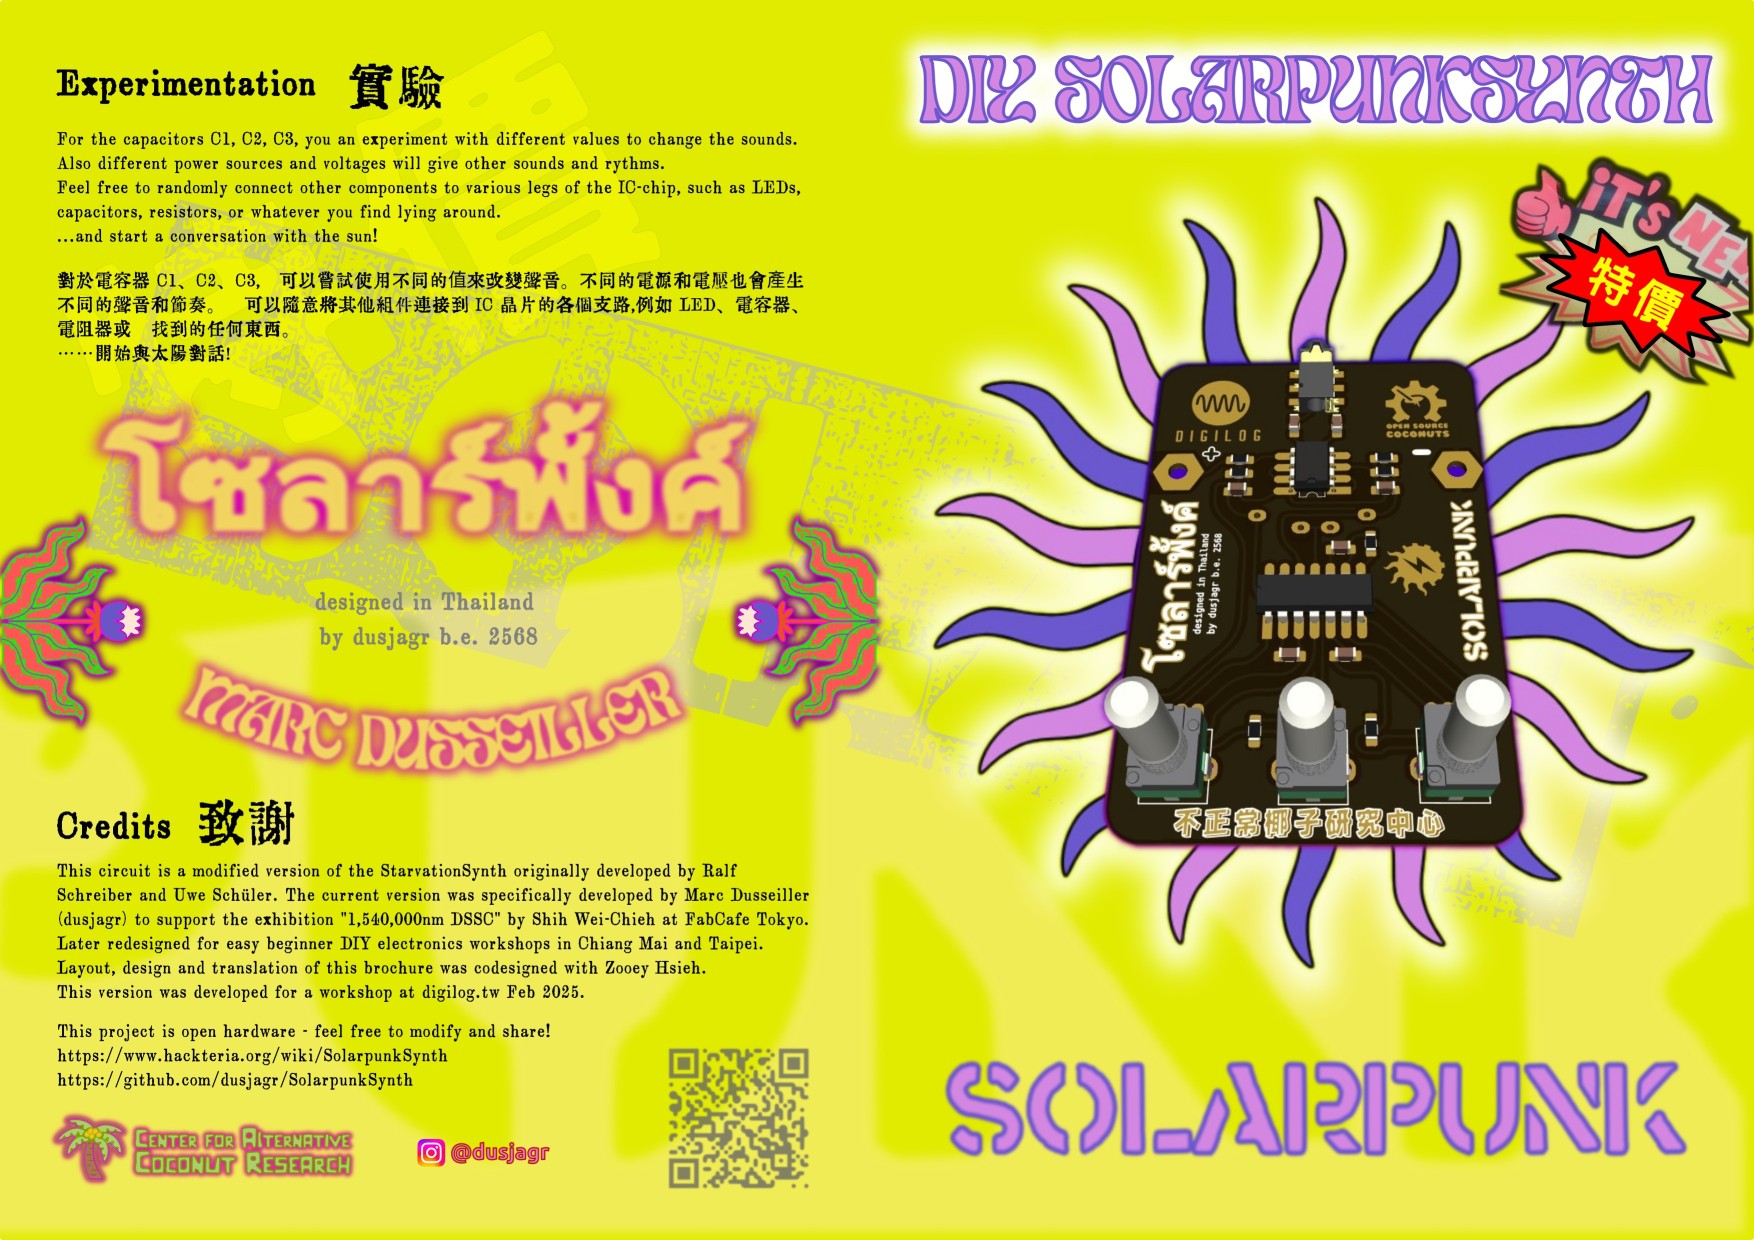 Experimentation 實驗
For the capacitors C1, C2, C3, you an experiment with different values to change the sounds.
Also different power sources and voltages will give other sounds and rythms.
Feel free to randomly connect other components to various legs of the IC-chip, such as LEDs,
capacitors, resistors, or whatever you find lying around.
...and start a conversation with the sun!
對於電容器 C1、C2、C3, 可以嘗試使用不同的值來改變聲音。不同的電源和電壓也會產生
不同的聲音和節奏。 可以隨意將其他組件連接到 IC 晶片的各個支路,例如 LED、電容器、
電阻器或 找到的任何東西。
……開始與太陽對話!
โซลาร์พั้งค์
designed in Thailand
by dusjagr b.e. 2568
MARC DUSSEILLER
Credits 致謝
This circuit is a modified version of the StarvationSynth originally developed by Ralf
Schreiber and Uwe Schüler. The current version was specifically developed by Marc Dusseiller
(dusjagr) to support the exhibition "1,540,000nm DSSC" by Shih Wei-Chieh at FabCafe Tokyo.
Later redesigned for easy beginner DIY electronics workshops in Chiang Mai and Taipei.
Layout, design and translation of this brochure was codesigned with Zooey Hsieh.
This version was developed for a workshop at digilog.tw Feb 2025.
This project is open hardware - feel free to modify and share!
https://www.hackteria.org/wiki/SolarpunkSynth
https://github.com/dusjagr/SolarpunkSynth
CENTER FOR ALTERNATIVE
COCONUT RESEARCH
@dusjagr
DIY SOLARPUNKSYNTH
iT's NEW
特價
DIGILOG
OPEN SOURCE
COCONUTS
+
-
โซลาร์พั้งค์
designed in Thailand
by dusjagr b.e. 2568
SOLARPUNK
不正常椰子研究中心
SOLARPUNK